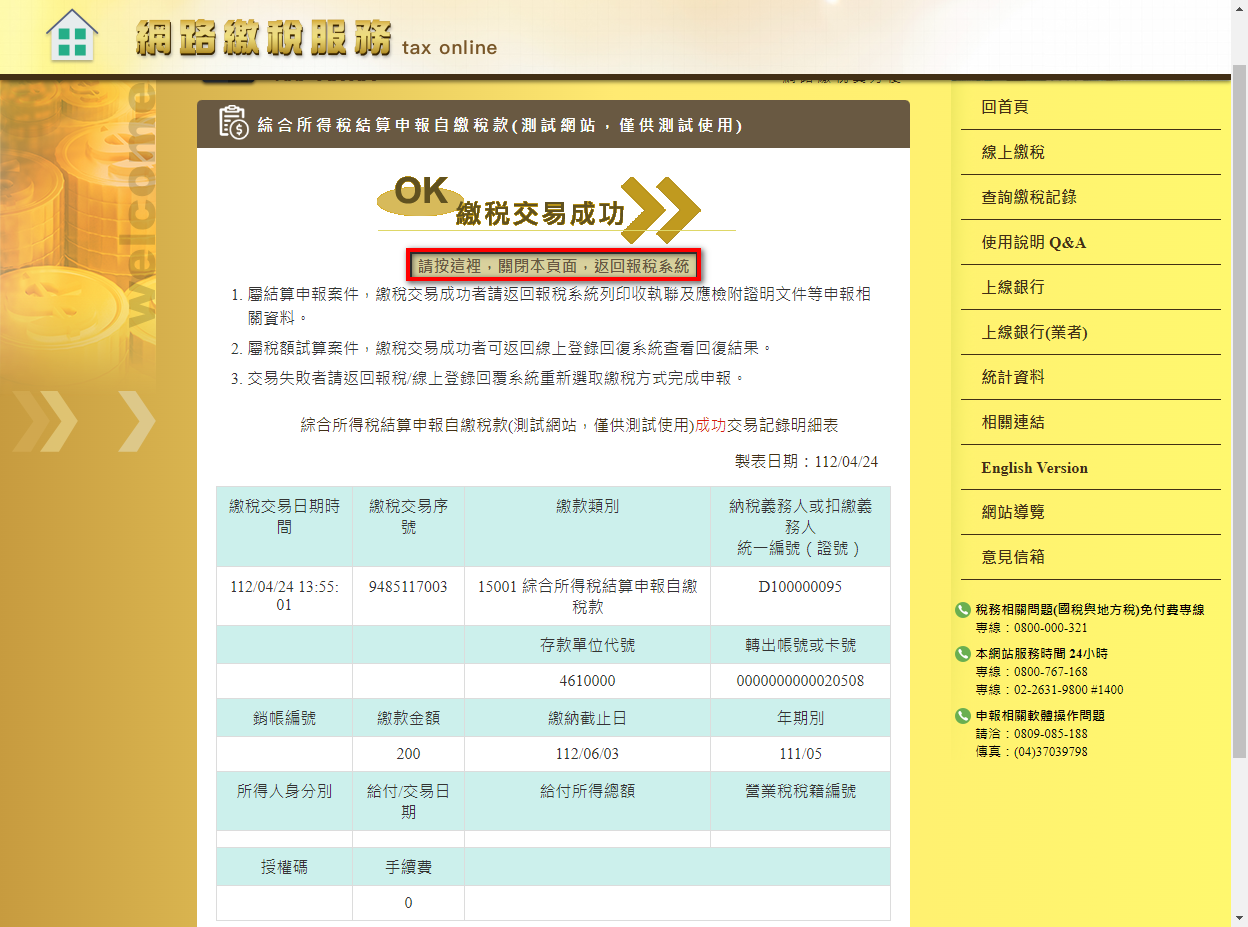 網路繳稅服務 tax online
welcome
綜合所得稅結算申報自繳稅款(測試網站，僅供測試使用)
OK
繳稅交易成功
請按這裡，關閉本頁面，返回報稅系統
1. 屬結算申報案件，繳稅交易成功者請返回報稅系統列印收執聯及應檢附證明文件等申報相
關資料。
2. 屬稅額試算案件，繳稅交易成功者可返回線上登錄回復系統查看回復結果。
3. 交易失敗者請返回報稅/線上登錄回覆系統重新選取繳稅方式完成申報。
綜合所得稅結算申報自繳稅款(測試網站，僅供測試使用)成功交易記錄明細表
製表日期：112/04/24
繳稅交易日期時間 繳稅交易序號 繳款類別 納稅義務人或扣繳義務人
統一編號（證號）
112/04/24 13:55:01 9485117003 15001 綜合所得稅結算申報自繳稅款 D100000095
存款單位代號 轉出帳號或卡號
4610000 0000000000020508
銷帳編號 繳款金額 繳納截止日 年期別
200 112/06/03 111/05
所得人身分別 給付/交易日期 給付所得總額 營業稅稅籍編號
授權碼 手續費
0
回首頁
線上繳稅
查詢繳稅記錄
使用說明 Q&A
上線銀行
上線銀行(業者)
統計資料
相關連結
English Version
網站導覽
意見信箱
稅務相關問題(國稅與地方稅)免付費專線
專線：0800-000-321
本網站服務時間 24小時
專線：0800-767-168
專線：02-2631-9800 #1400
申報相關軟體操作問題
請洽：0809-085-188
傳真：(04)37039798